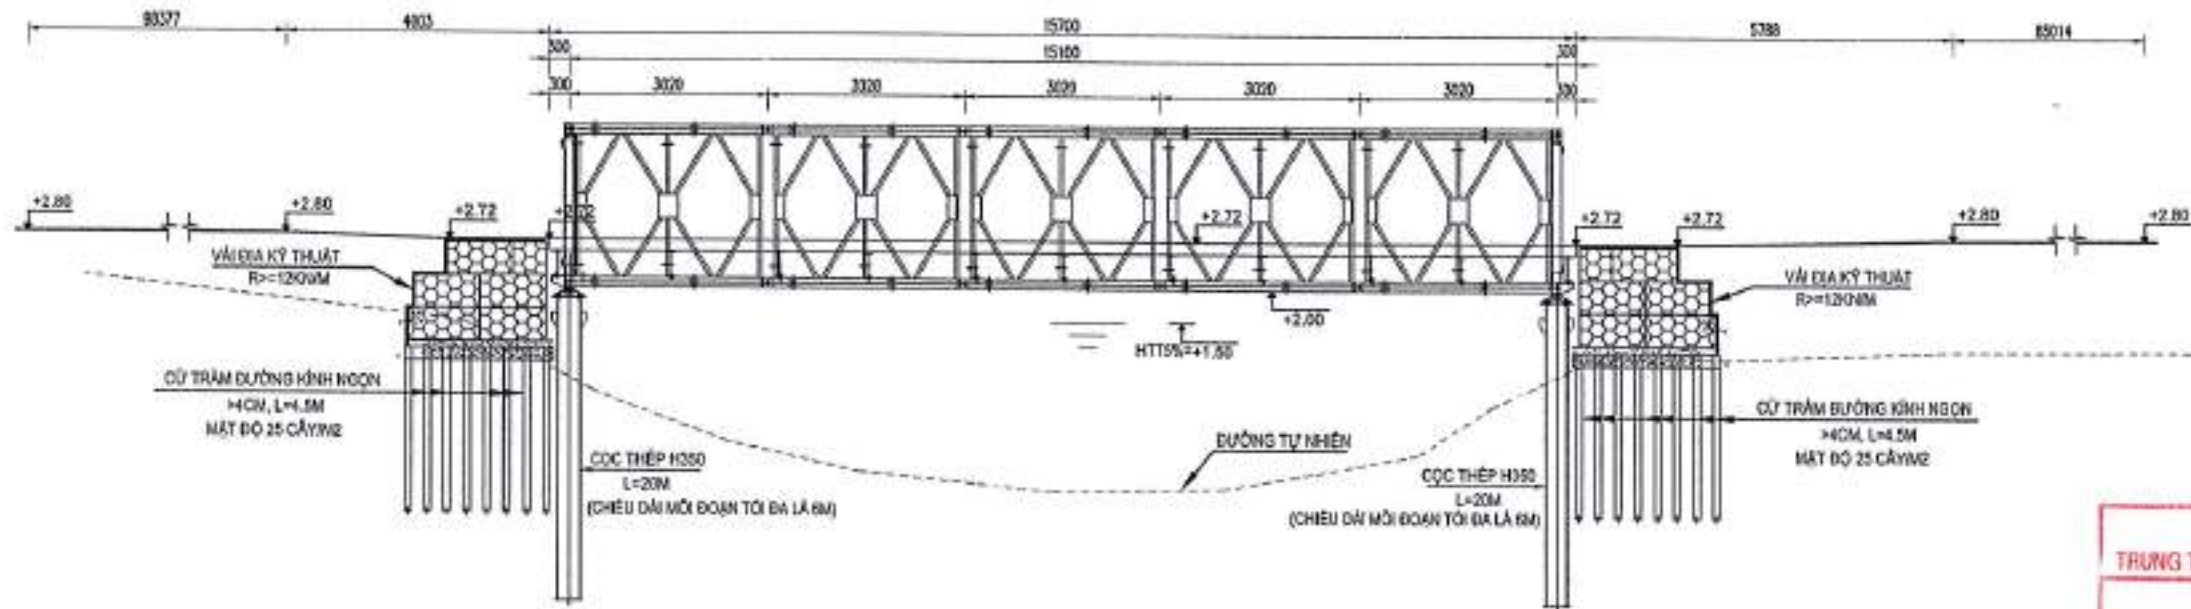 98377 4803 15700 5788 65014
300 15100 300
300 3020 3020 3020 3020 3020 300
+2.80 +2.80 +2.72 +2.72 +2.72 +2.72 +2.72 +2.80 +2.80
VẢI ĐỊA KỸ THUẬT
R>=12KN/M
VẢI ĐỊA KỸ THUẬT
R>=12KN/M
+2.00
HTT5%=+1.50
CỪ TRÀM ĐƯỜNG KÍNH NGỌN
>4CM, L=4.5M
MẬT ĐỘ 25 CÂY/M2
CỌC THÉP H350
L=20M
(CHIỀU DÀI MỖI ĐOẠN TỐI ĐA LÀ 6M)
ĐƯỜNG TỰ NHIÊN
CỌC THÉP H350
L=20M
(CHIỀU DÀI MỖI ĐOẠN TỐI ĐA LÀ 6M)
CỪ TRÀM ĐƯỜNG KÍNH NGỌN
>4CM, L=4.5M
MẬT ĐỘ 25 CÂY/M2
TRUNG T